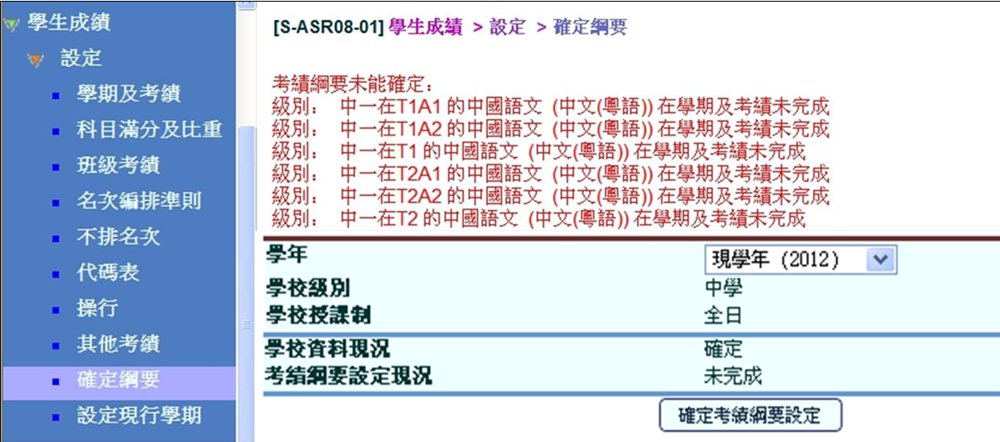 學生成績
設定
學期及考績
科目滿分及比重
班級考績
名次編排準則
不排名次
代碼表
操行
其他考績
確定綱要
設定現行學期
[S-ASR08-01] 學生成績 > 設定 > 確定綱要
考績綱要未能確定：
級別： 中一在T1A1 的中國語文 (中文(粵語)) 在學期及考績未完成
級別： 中一在T1A2 的中國語文 (中文(粵語)) 在學期及考績未完成
級別： 中一在T1 的中國語文 (中文(粵語)) 在學期及考績未完成
級別： 中一在T2A1 的中國語文 (中文(粵語)) 在學期及考績未完成
級別： 中一在T2A2 的中國語文 (中文(粵語)) 在學期及考績未完成
級別： 中一在T2 的中國語文 (中文(粵語)) 在學期及考績未完成
學年 現學年 (2012)
學校級別 中學
學校授課制 全日
學校資料現況 確定
考績綱要設定現況 未完成
確定考績綱要設定